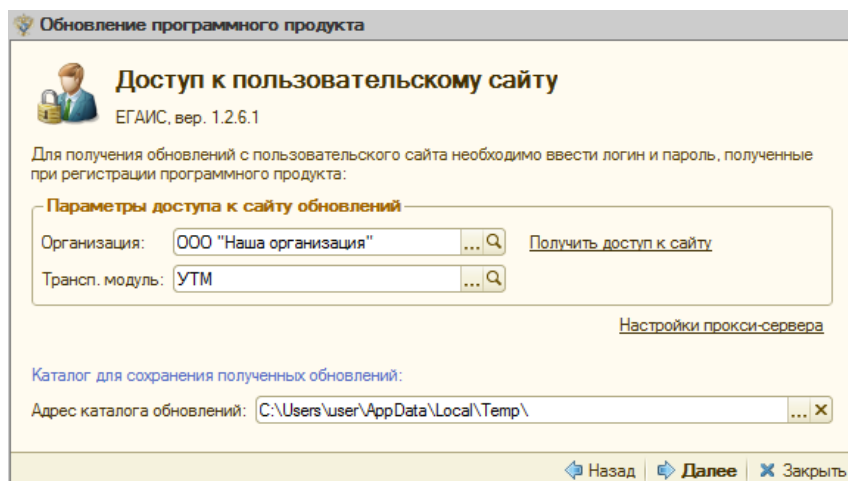 Обновление программного продукта
Доступ к пользовательскому сайту
ЕГАИС, вер. 1.2.6.1
Для получения обновлений с пользовательского сайта необходимо ввести логин и пароль, полученные
при регистрации программного продукта:
Параметры доступа к сайту обновлений
Организация: ООО "Наша организация" ... Получить доступ к сайту
Трансп. модуль: УТМ ...
Настройки прокси-сервера
Каталог для сохранения полученных обновлений:
Адрес каталога обновлений: C:\Users\user\AppData\Local\Temp\ ...
Назад Далее Закрыть